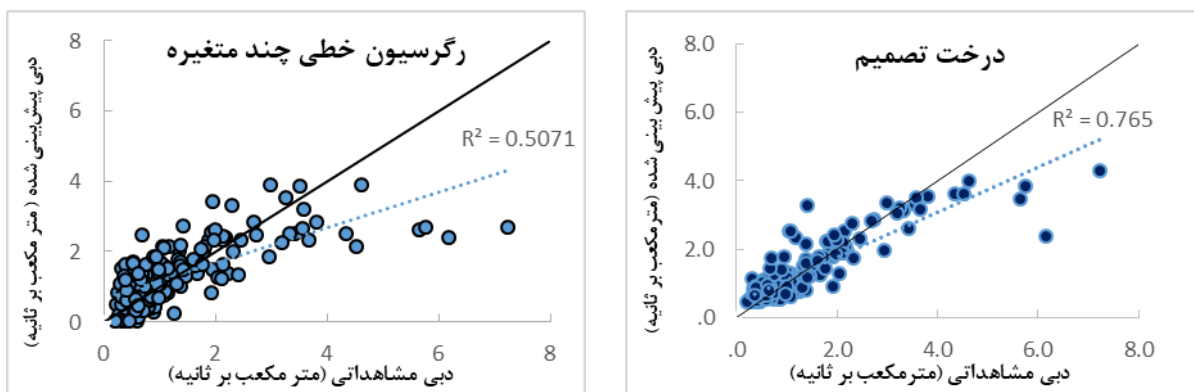 رگرسیون خطی چند متغیره
دبی پیش‌بینی شده (متر مکعب بر ثانیه)
8
6
4
2
0
R² = 0.5071
0 2 4 6 8
دبی مشاهداتی (متر مکعب بر ثانیه)
درخت تصمیم
دبی پیش بینی شده (متر مکعب بر ثانیه)
8.0
6.0
4.0
2.0
.0
R² = 0.765
.0 2.0 4.0 6.0 8.0
دبی مشاهداتی (مترمکعب بر ثانیه)